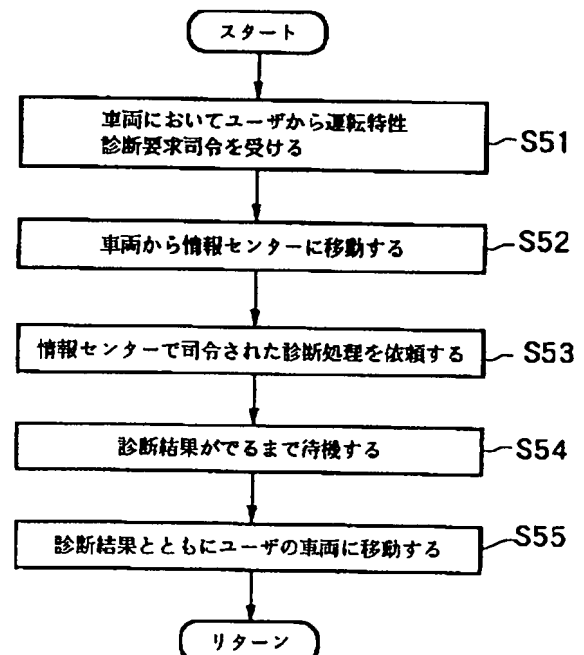 スタート
車両においてユーザから運転特性
診断要求司令を受ける
S51
車両から情報センターに移動する
S52
情報センターで司令された診断処理を依頼する
S53
診断結果がでるまで待機する
S54
診断結果とともにユーザの車両に移動する
S55
リターン